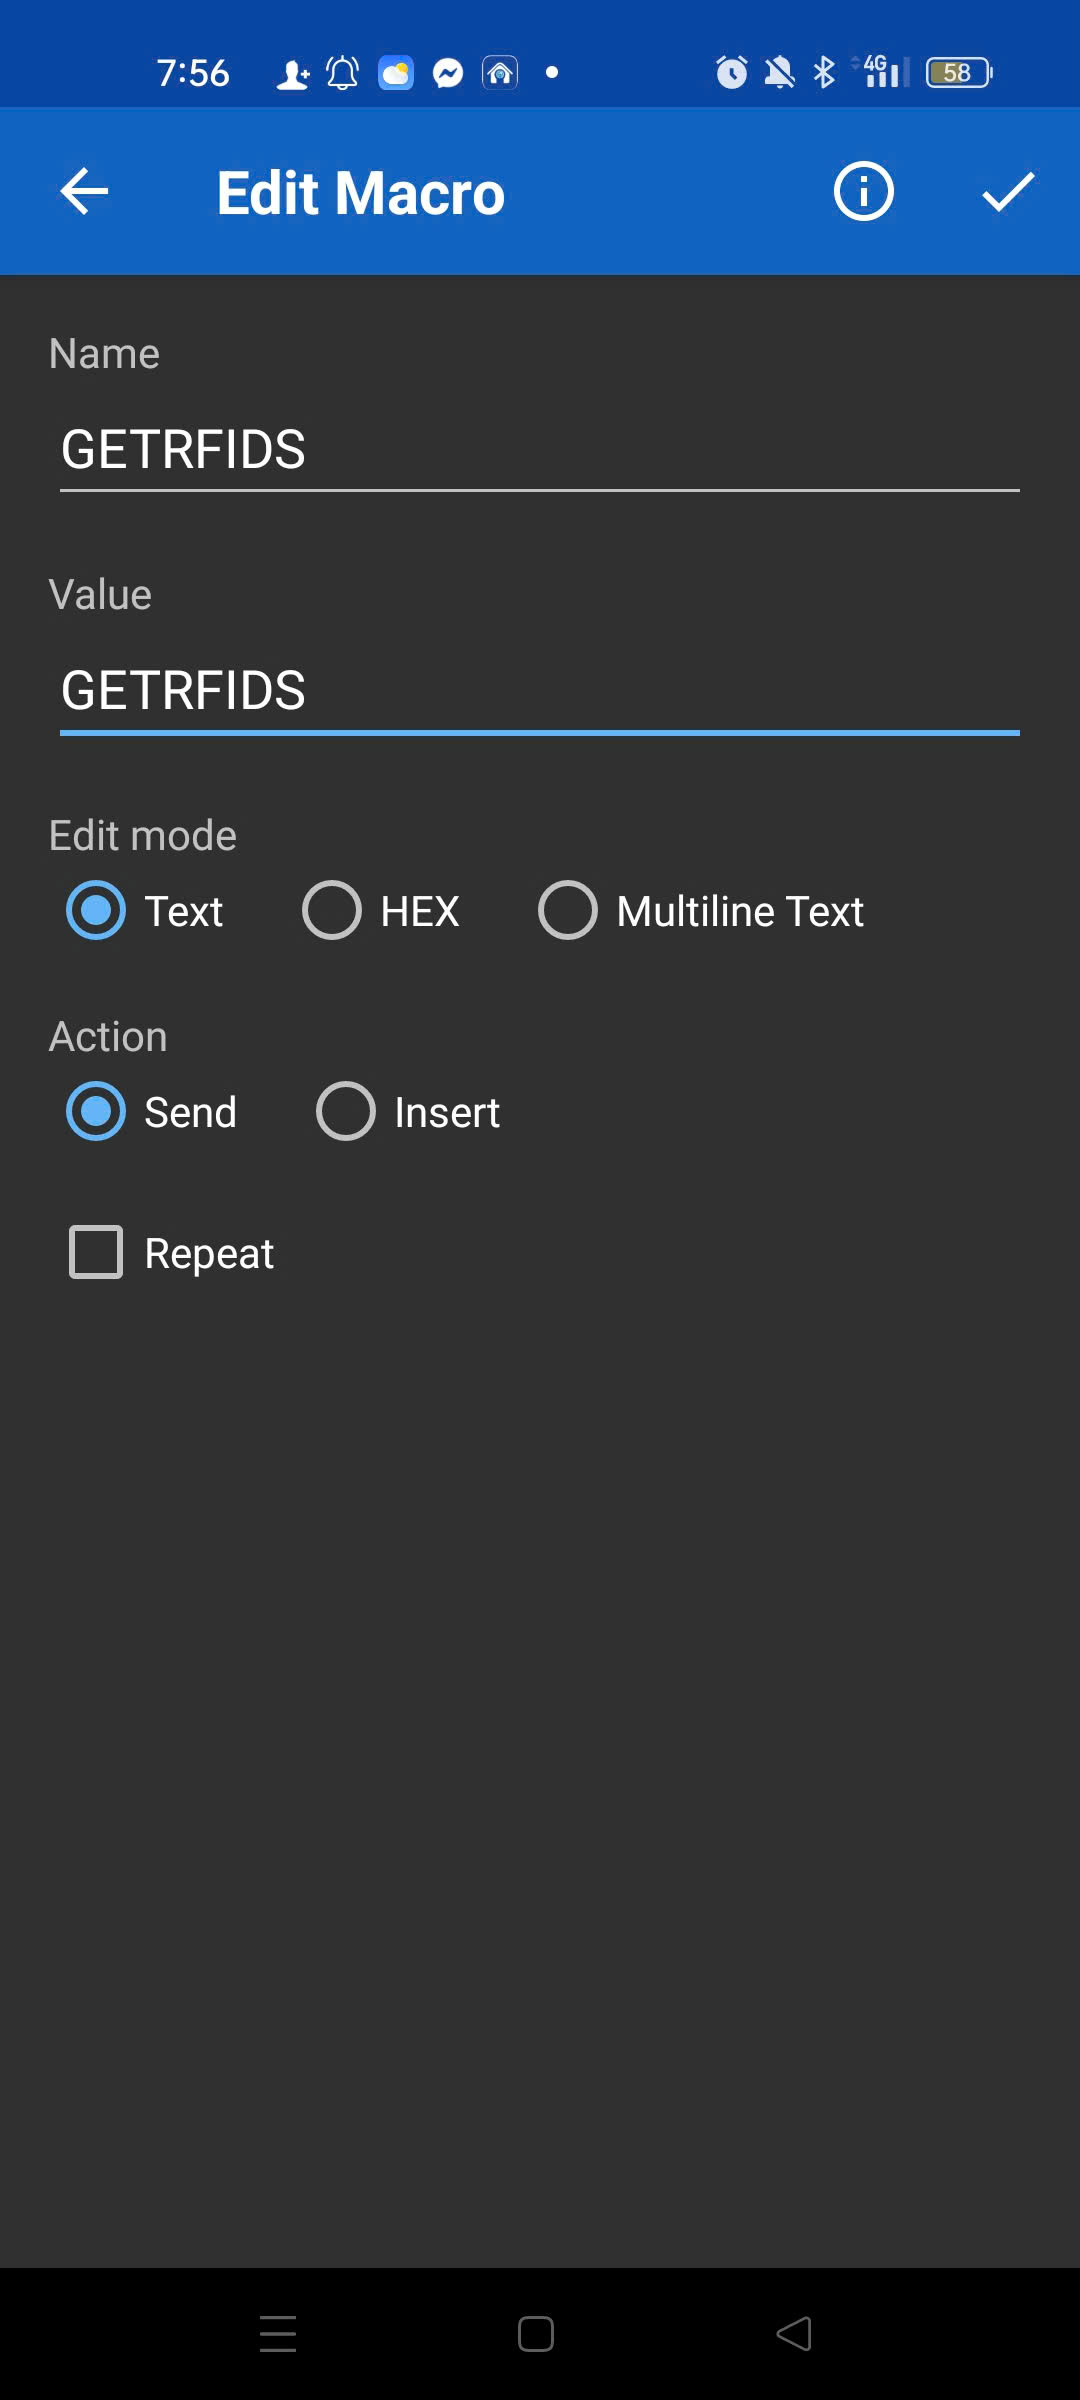 7:56 4G 58
Edit Macro
Name
GETRFIDS
Value
GETRFIDS
Edit mode
Text HEX Multiline Text
Action
Send Insert
Repeat